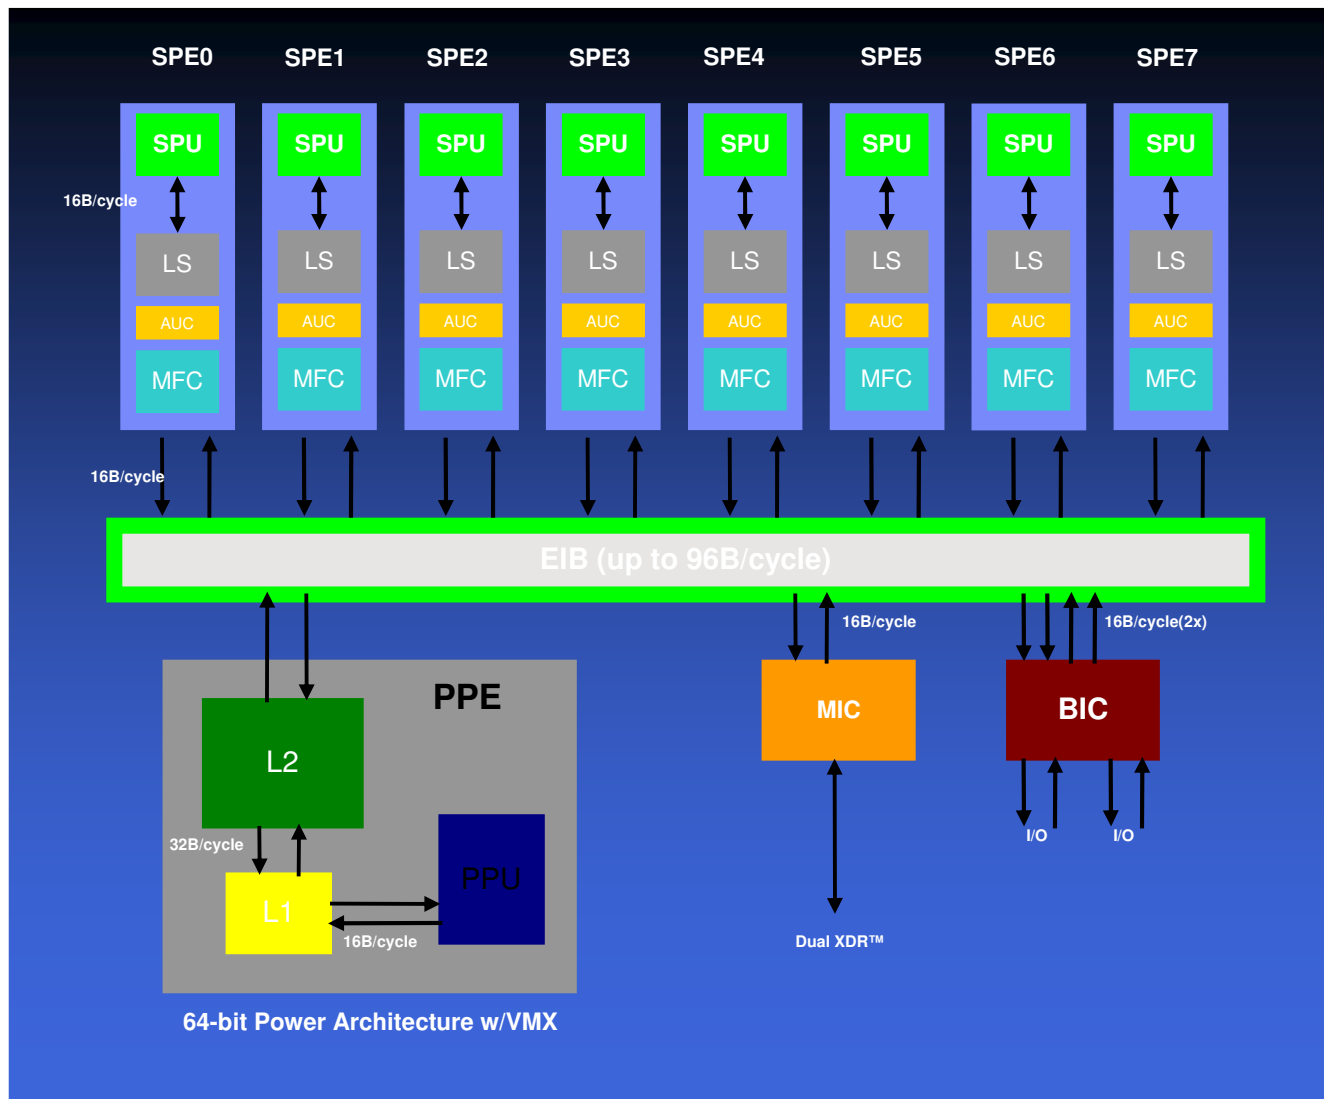 SPE0 SPE1 SPE2 SPE3 SPE4 SPE5 SPE6 SPE7
SPU SPU SPU SPU SPU SPU SPU SPU
16B/cycle
LS LS LS LS LS LS LS LS
AUC AUC AUC AUC AUC AUC AUC AUC
MFC MFC MFC MFC MFC MFC MFC MFC
16B/cycle
EIB (up to 96B/cycle)
16B/cycle 16B/cycle(2x)
PPE
MIC BIC
L2
32B/cycle I/O I/O
PPU
L1
16B/cycle Dual XDR™
64-bit Power Architecture w/VMX